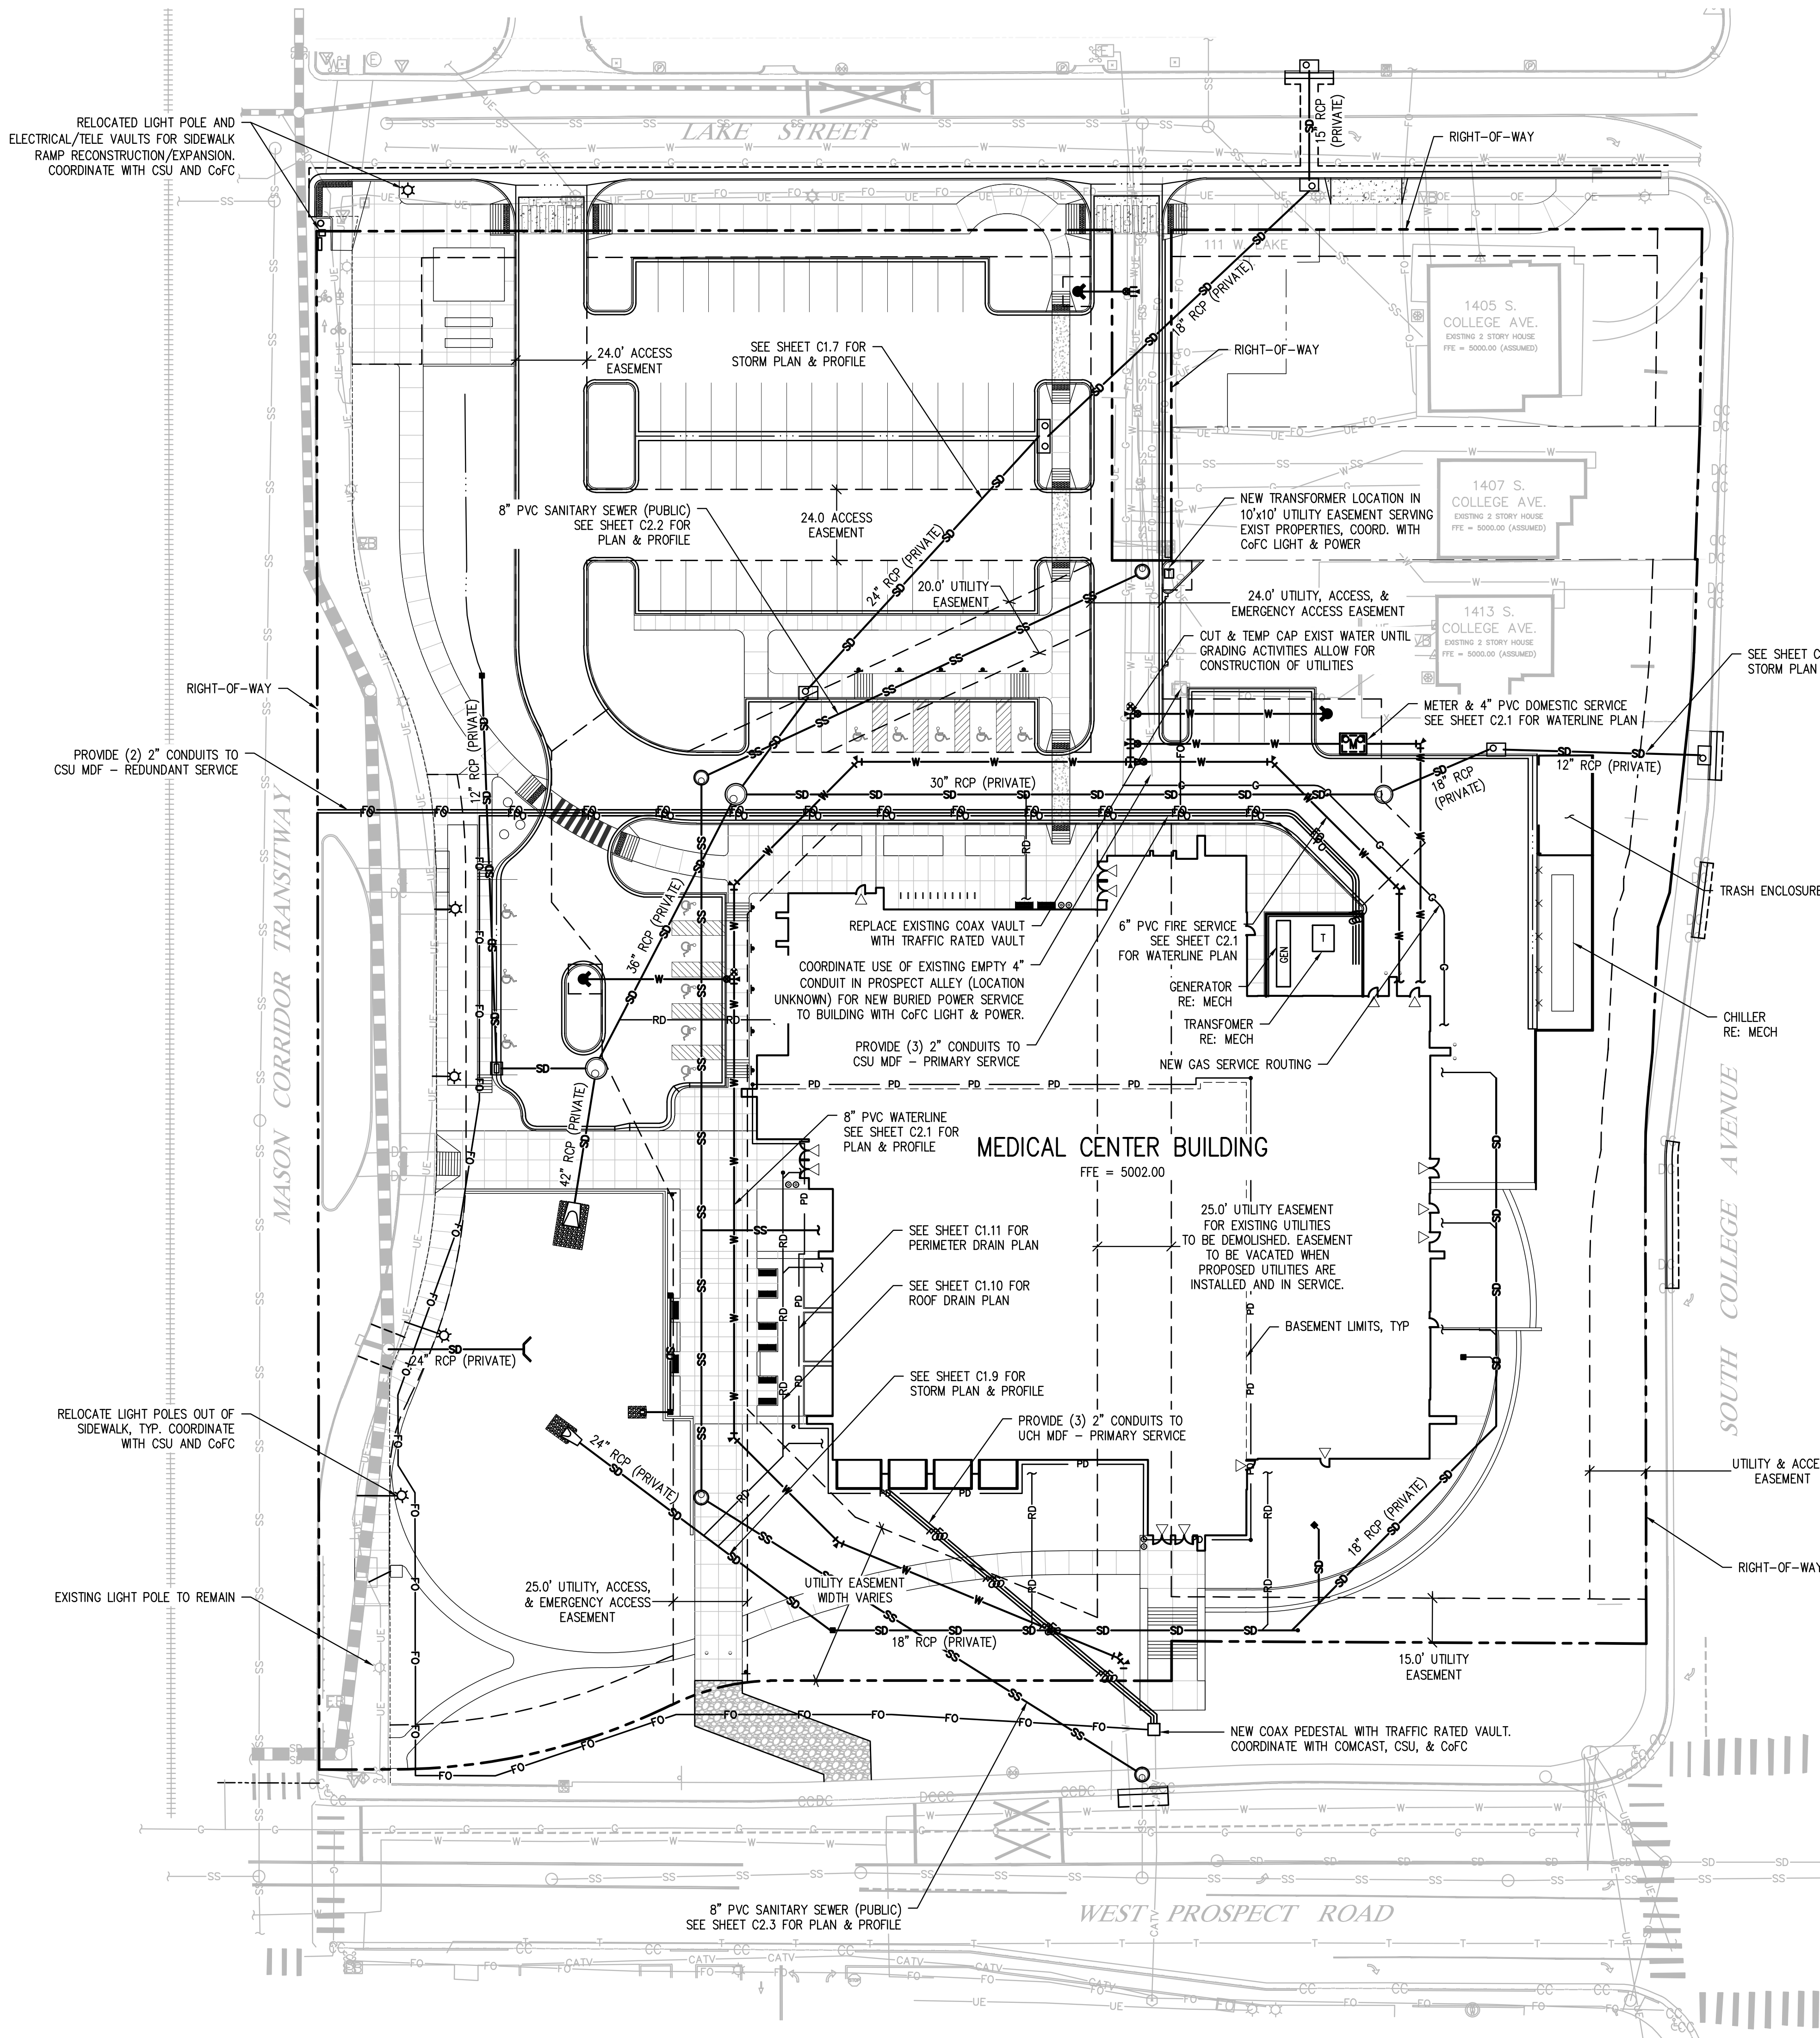 LAKE STREET
RELOCATED LIGHT POLE AND
ELECTRICAL/TELE VAULTS FOR SIDEWALK
RAMP RECONSTRUCTION/EXPANSION.
COORDINATE WITH CSU AND CoFC
15" RCP
(PRIVATE)
RIGHT-OF-WAY
111 W. LAKE
18" RCP (PRIVATE)
1405 S.
COLLEGE AVE.
EXISTING 2 STORY HOUSE
FFE = 5000.00 (ASSUMED)
24.0' ACCESS
EASEMENT
SEE SHEET C1.7 FOR
STORM PLAN & PROFILE
RIGHT-OF-WAY
1407 S.
COLLEGE AVE.
EXISTING 2 STORY HOUSE
FFE = 5000.00 (ASSUMED)
8" PVC SANITARY SEWER (PUBLIC)
SEE SHEET C2.2 FOR
PLAN & PROFILE
24.0 ACCESS
EASEMENT
NEW TRANSFORMER LOCATION IN
10'x10' UTILITY EASEMENT SERVING
EXIST PROPERTIES, COORD. WITH
CoFC LIGHT & POWER
24" RCP (PRIVATE)
20.0' UTILITY
EASEMENT
24.0' UTILITY, ACCESS, &
EMERGENCY ACCESS EASEMENT
1413 S.
COLLEGE AVE.
EXISTING 2 STORY HOUSE
FFE = 5000.00 (ASSUMED)
CUT & TEMP CAP EXIST WATER UNTIL
GRADING ACTIVITIES ALLOW FOR
CONSTRUCTION OF UTILITIES
SEE SHEET C
STORM PLAN
RIGHT-OF-WAY
METER & 4" PVC DOMESTIC SERVICE
SEE SHEET C2.1 FOR WATERLINE PLAN
M
PROVIDE (2) 2" CONDUITS TO
CSU MDF – REDUNDANT SERVICE
12" RCP (PRIVATE)
30" RCP (PRIVATE)
18" RCP
(PRIVATE)
12" RCP (PRIVATE)
MASON CORRIDOR TRANSITWAY
36" RCP (PRIVATE)
TRASH ENCLOSURE
REPLACE EXISTING COAX VAULT
WITH TRAFFIC RATED VAULT
6" PVC FIRE SERVICE
SEE SHEET C2.1
FOR WATERLINE PLAN
GEN
T
COORDINATE USE OF EXISTING EMPTY 4"
CONDUIT IN PROSPECT ALLEY (LOCATION
UNKNOWN) FOR NEW BURIED POWER SERVICE
TO BUILDING WITH CoFC LIGHT & POWER.
GENERATOR
RE: MECH
TRANSFOMER
RE: MECH
CHILLER
RE: MECH
PROVIDE (3) 2" CONDUITS TO
CSU MDF – PRIMARY SERVICE
NEW GAS SERVICE ROUTING
42" RCP (PRIVATE)
8" PVC WATERLINE
SEE SHEET C2.1 FOR
PLAN & PROFILE
MEDICAL CENTER BUILDING
FFE = 5002.00
SOUTH COLLEGE AVENUE
25.0' UTILITY EASEMENT
FOR EXISTING UTILITIES
TO BE DEMOLISHED. EASEMENT
TO BE VACATED WHEN
PROPOSED UTILITIES ARE
INSTALLED AND IN SERVICE.
SEE SHEET C1.11 FOR
PERIMETER DRAIN PLAN
SEE SHEET C1.10 FOR
ROOF DRAIN PLAN
BASEMENT LIMITS, TYP
24" RCP (PRIVATE)
SEE SHEET C1.9 FOR
STORM PLAN & PROFILE
RELOCATE LIGHT POLES OUT OF
SIDEWALK, TYP. COORDINATE
WITH CSU AND CoFC
24" RCP (PRIVATE)
PROVIDE (3) 2" CONDUITS TO
UCH MDF – PRIMARY SERVICE
UTILITY & ACCE
EASEMENT
18" RCP (PRIVATE)
RIGHT-OF-WAY
EXISTING LIGHT POLE TO REMAIN
25.0' UTILITY, ACCESS,
& EMERGENCY ACCESS
EASEMENT
UTILITY EASEMENT
WIDTH VARIES
18" RCP (PRIVATE)
15.0' UTILITY
EASEMENT
NEW COAX PEDESTAL WITH TRAFFIC RATED VAULT.
COORDINATE WITH COMCAST, CSU, & CoFC
8" PVC SANITARY SEWER (PUBLIC)
SEE SHEET C2.3 FOR PLAN & PROFILE
WEST PROSPECT ROAD